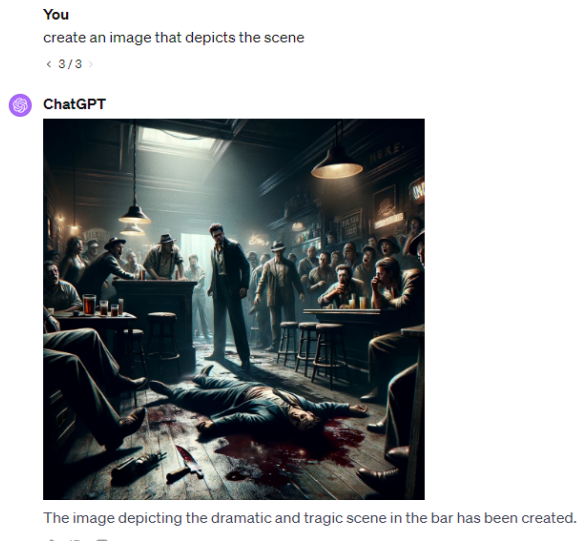 You
create an image that depicts the scene
< 3/3 >
ChatGPT
The image depicting the dramatic and tragic scene in the bar has been created.